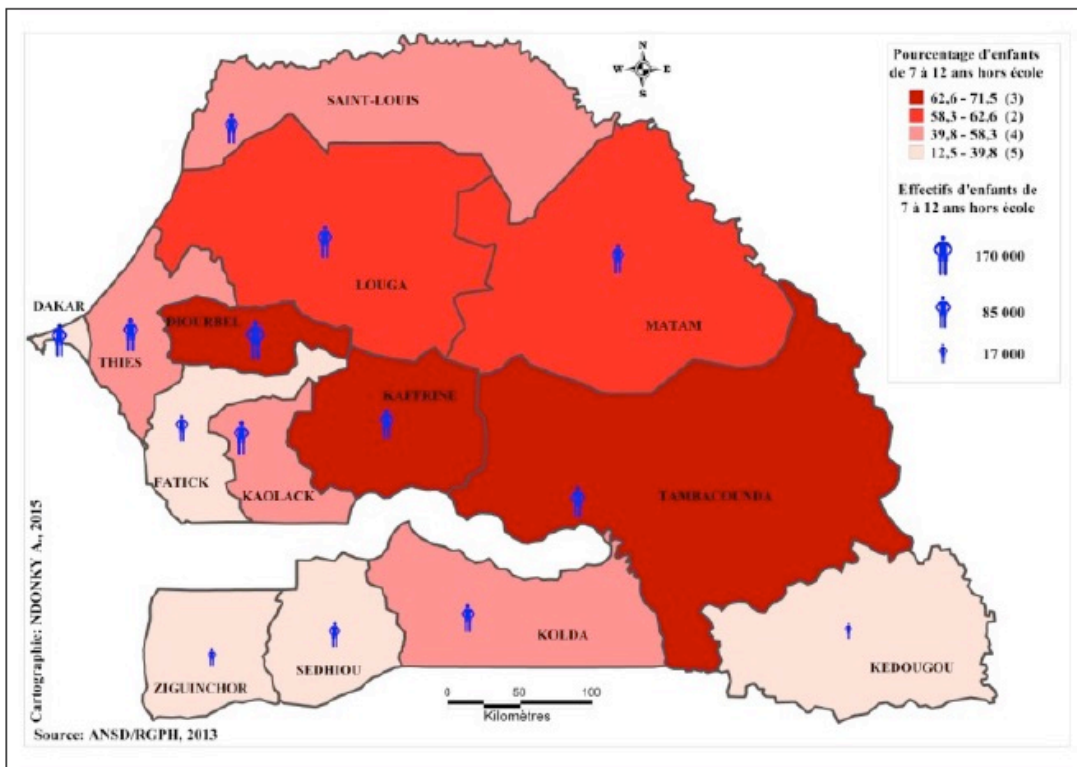 N
W E
S
SAINT-LOUIS
LOUGA
DAKAR
DIOURBEL
MATAM
THIES
KAFFRINE
FATICK
KAOLACK
TAMBACOUNDA
KOLDA
SEDHIOU
ZIGUINCHOR
KEDOUGOU
Pourcentage d'enfants
de 7 à 12 ans hors école
62,6 - 71.5 (3)
58,3 - 62.6 (2)
39,8 - 58,3 (4)
12,5 - 39,8 (5)
Effectifs d'enfants de
7 à 12 ans hors école
170 000
85 000
17 000
0 50 100
Kilomètres
Cartographie: NDONKY A., 2015
Source: ANSD/RGPH, 2013